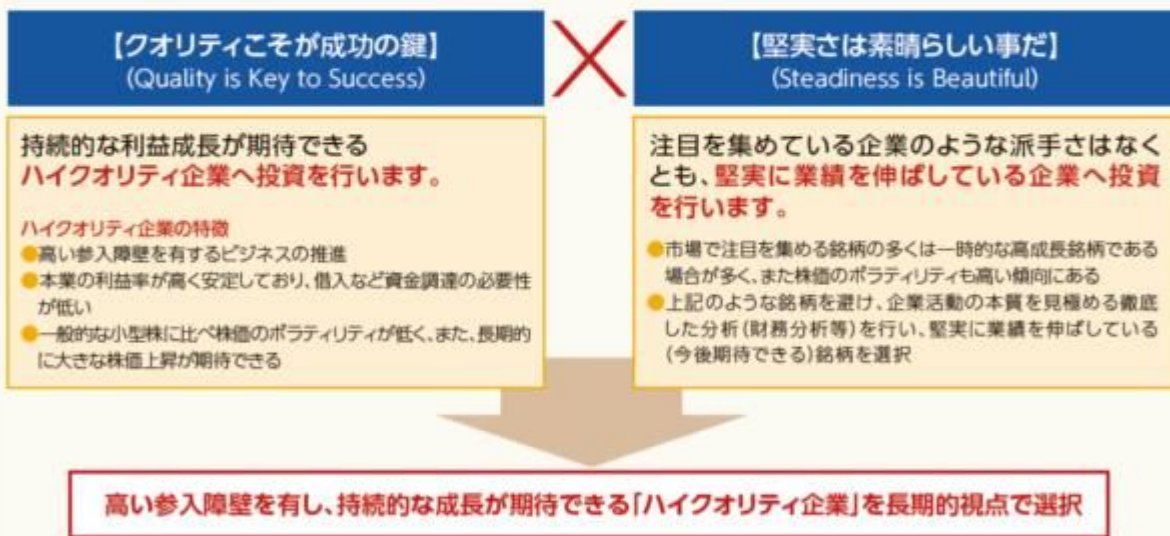 【クオリティこそが成功の鍵】
(Quality is Key to Success)
持続的な利益成長が期待できる
ハイクオリティ企業へ投資を行います。
ハイクオリティ企業の特徴
●高い参入障壁を有するビジネスの推進
●本業の利益率が高く安定しており、借入など資金調達の必要性
が低い
●一般的な小型株に比べ株価のボラティリティが低く、また、長期的
に大きな株価上昇が期待できる
【堅実さは素晴らしい事だ】
(Steadiness is Beautiful)
注目を集めている企業のような派手さはなく
とも、堅実に業績を伸ばしている企業へ投資
を行います。
●市場で注目を集める銘柄の多くは一時的な高成長銘柄である
場合が多く、また株価のボラティリティも高い傾向にある
●上記のような銘柄を避け、企業活動の本質を見極める徹底
した分析(財務分析等)を行い、堅実に業績を伸ばしている
(今後期待できる)銘柄を選択
高い参入障壁を有し、持続的な成長が期待できる「ハイクオリティ企業」を長期的視点で選択